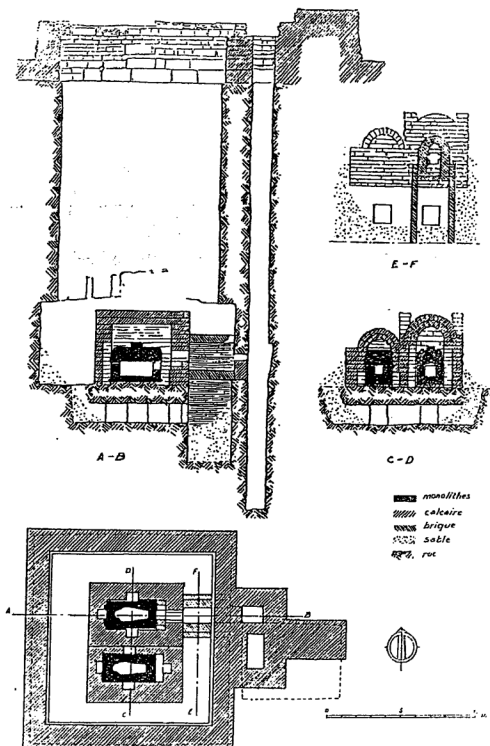 E-F
A-B
C-D
monolithes
calcaire
brique
sable
roc
D
F
A
B
C
E
0
5